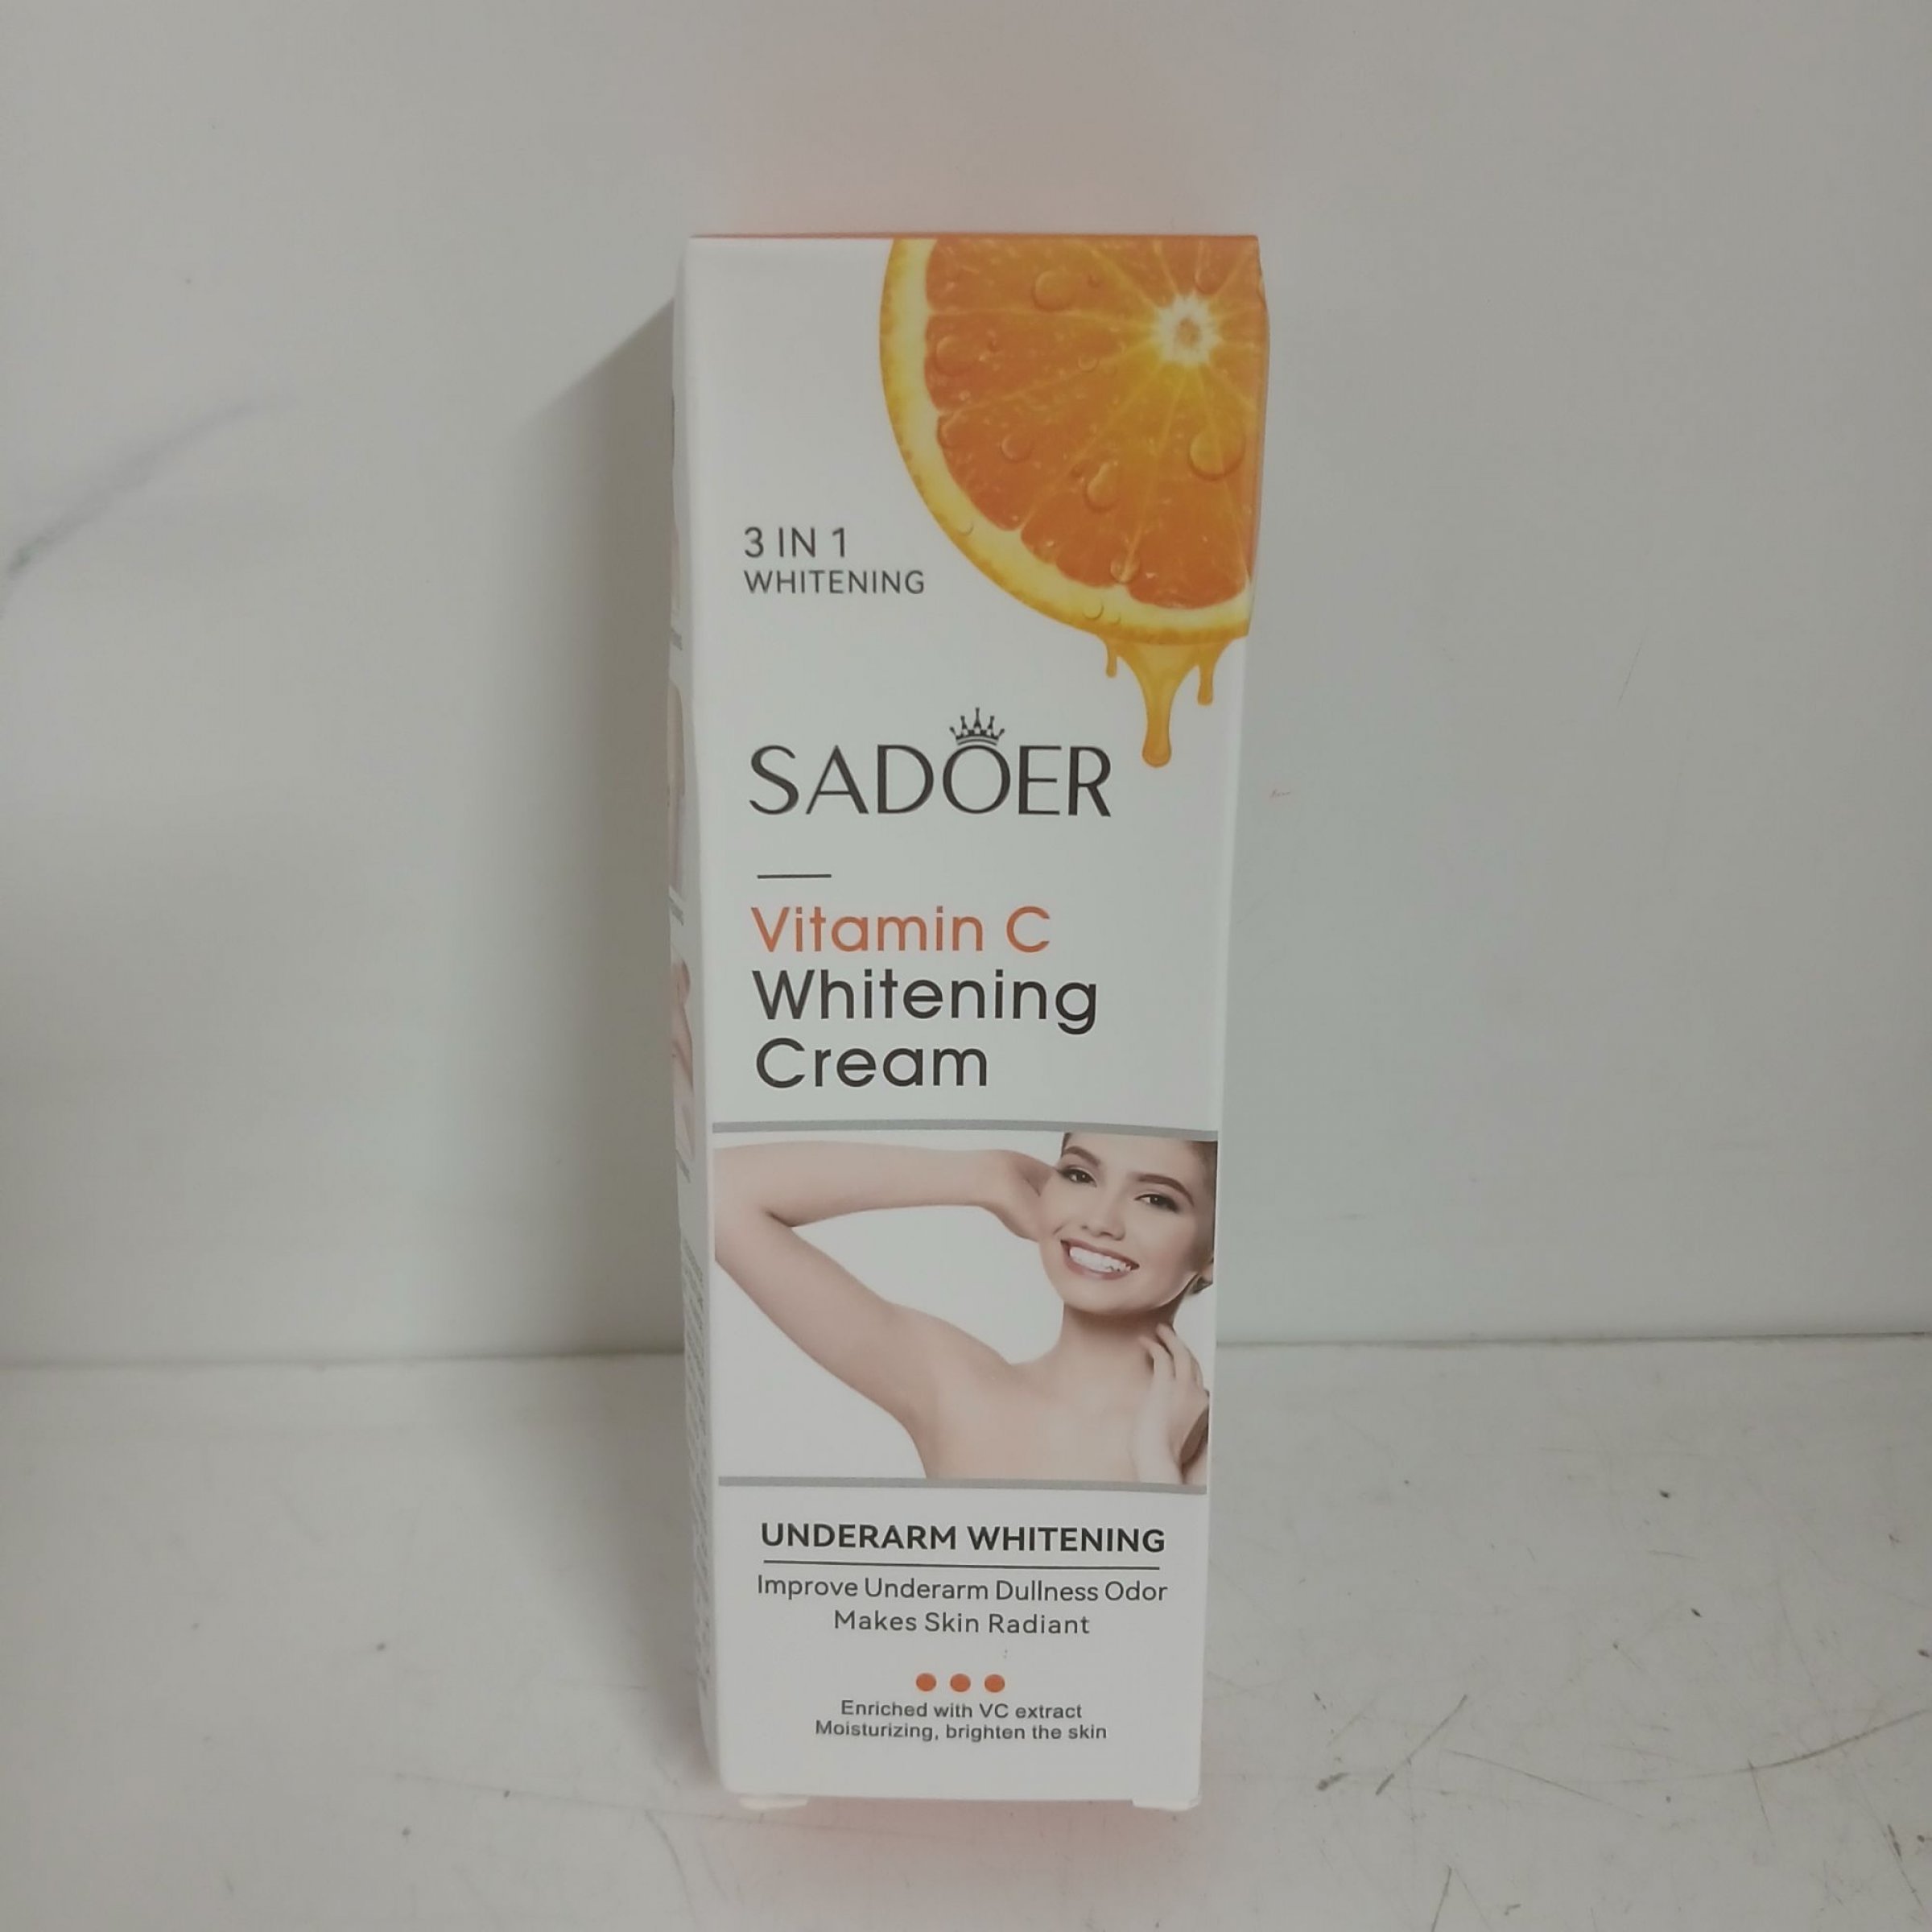 3 IN 1
WHITENING
SADOER
Vitamin C
Whitening
Cream
UNDERARM WHITENING
Improve Underarm Dullness Odor
Makes Skin Radiant
Enriched with VC extract
Moisturizing, brighten the skin